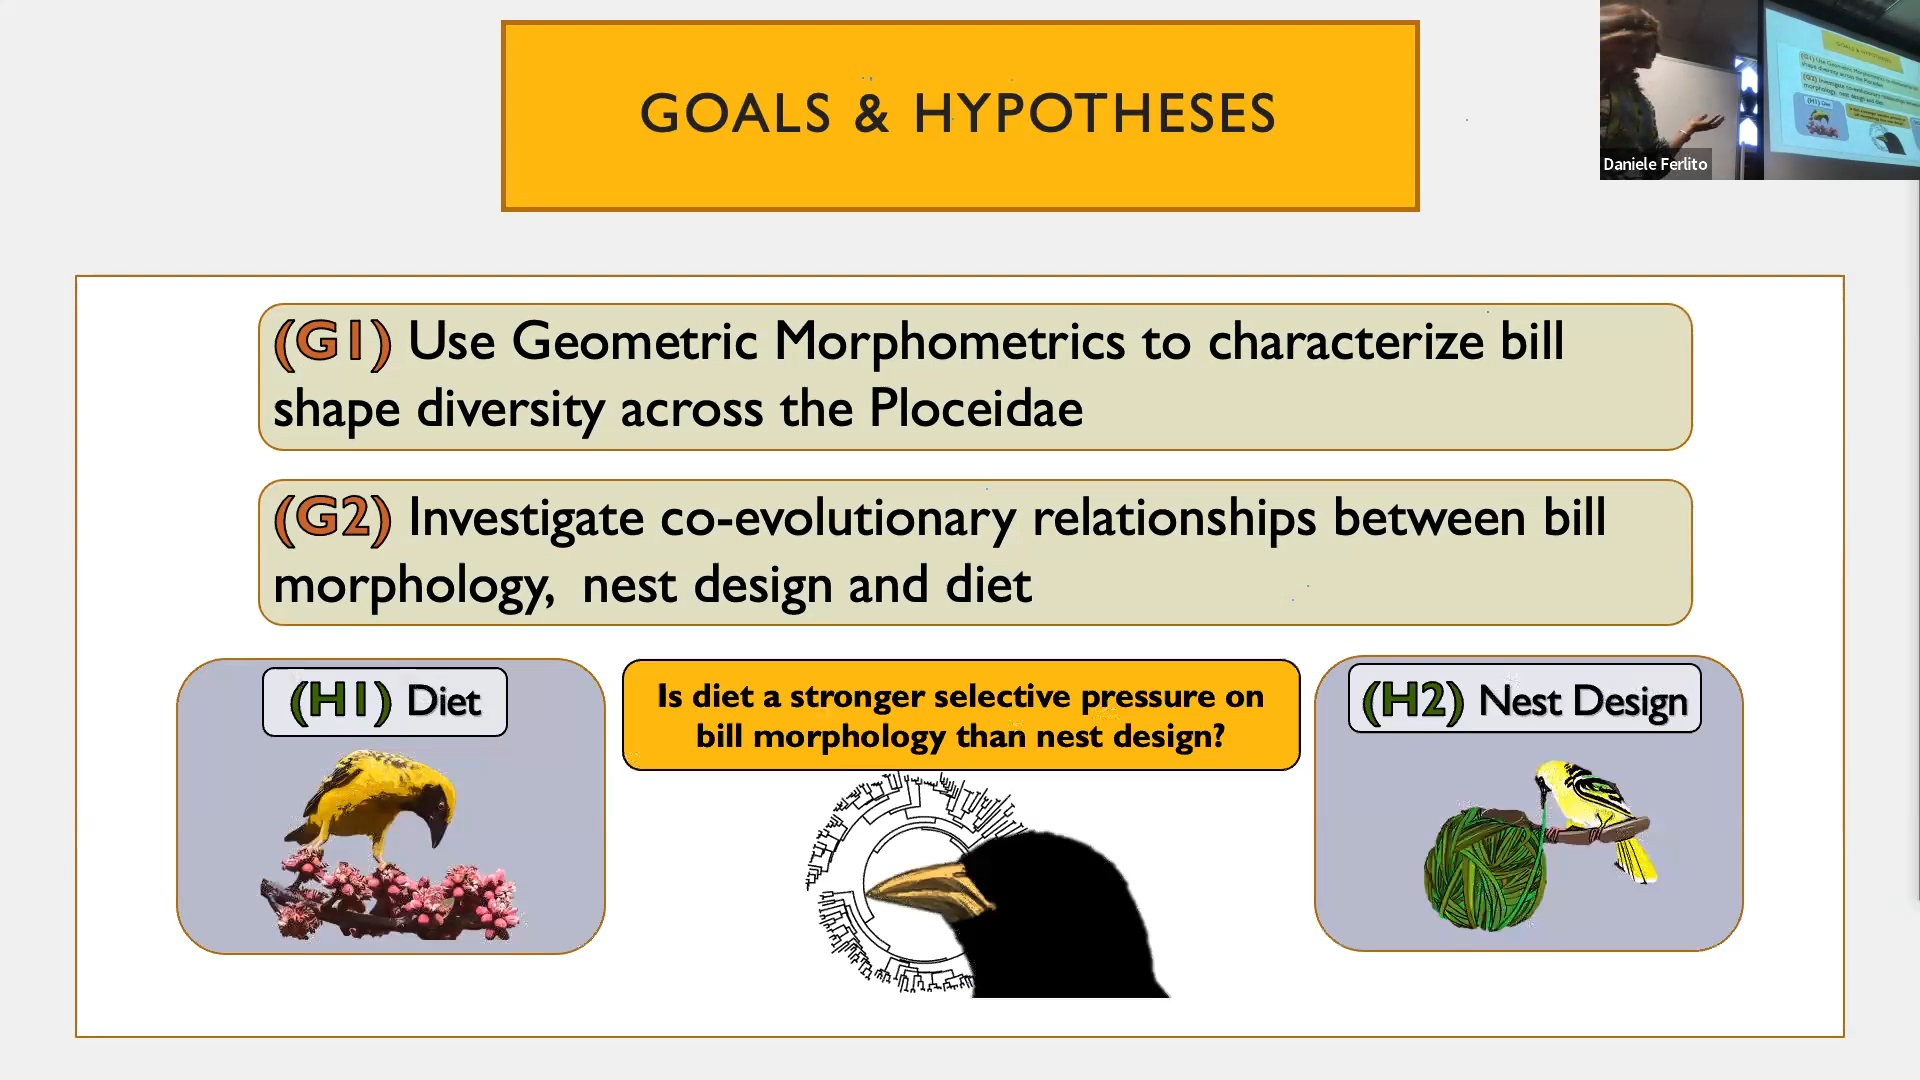 GOALS & HYPOTHESES
Daniele Ferlito
(G1) Use Geometric Morphometrics to characterize bill
shape diversity across the Ploceidae
(G2) Investigate co-evolutionary relationships between bill
morphology, nest design and diet
(H1) Diet
Is diet a stronger selective pressure on
bill morphology than nest design?
(H2) Nest Design